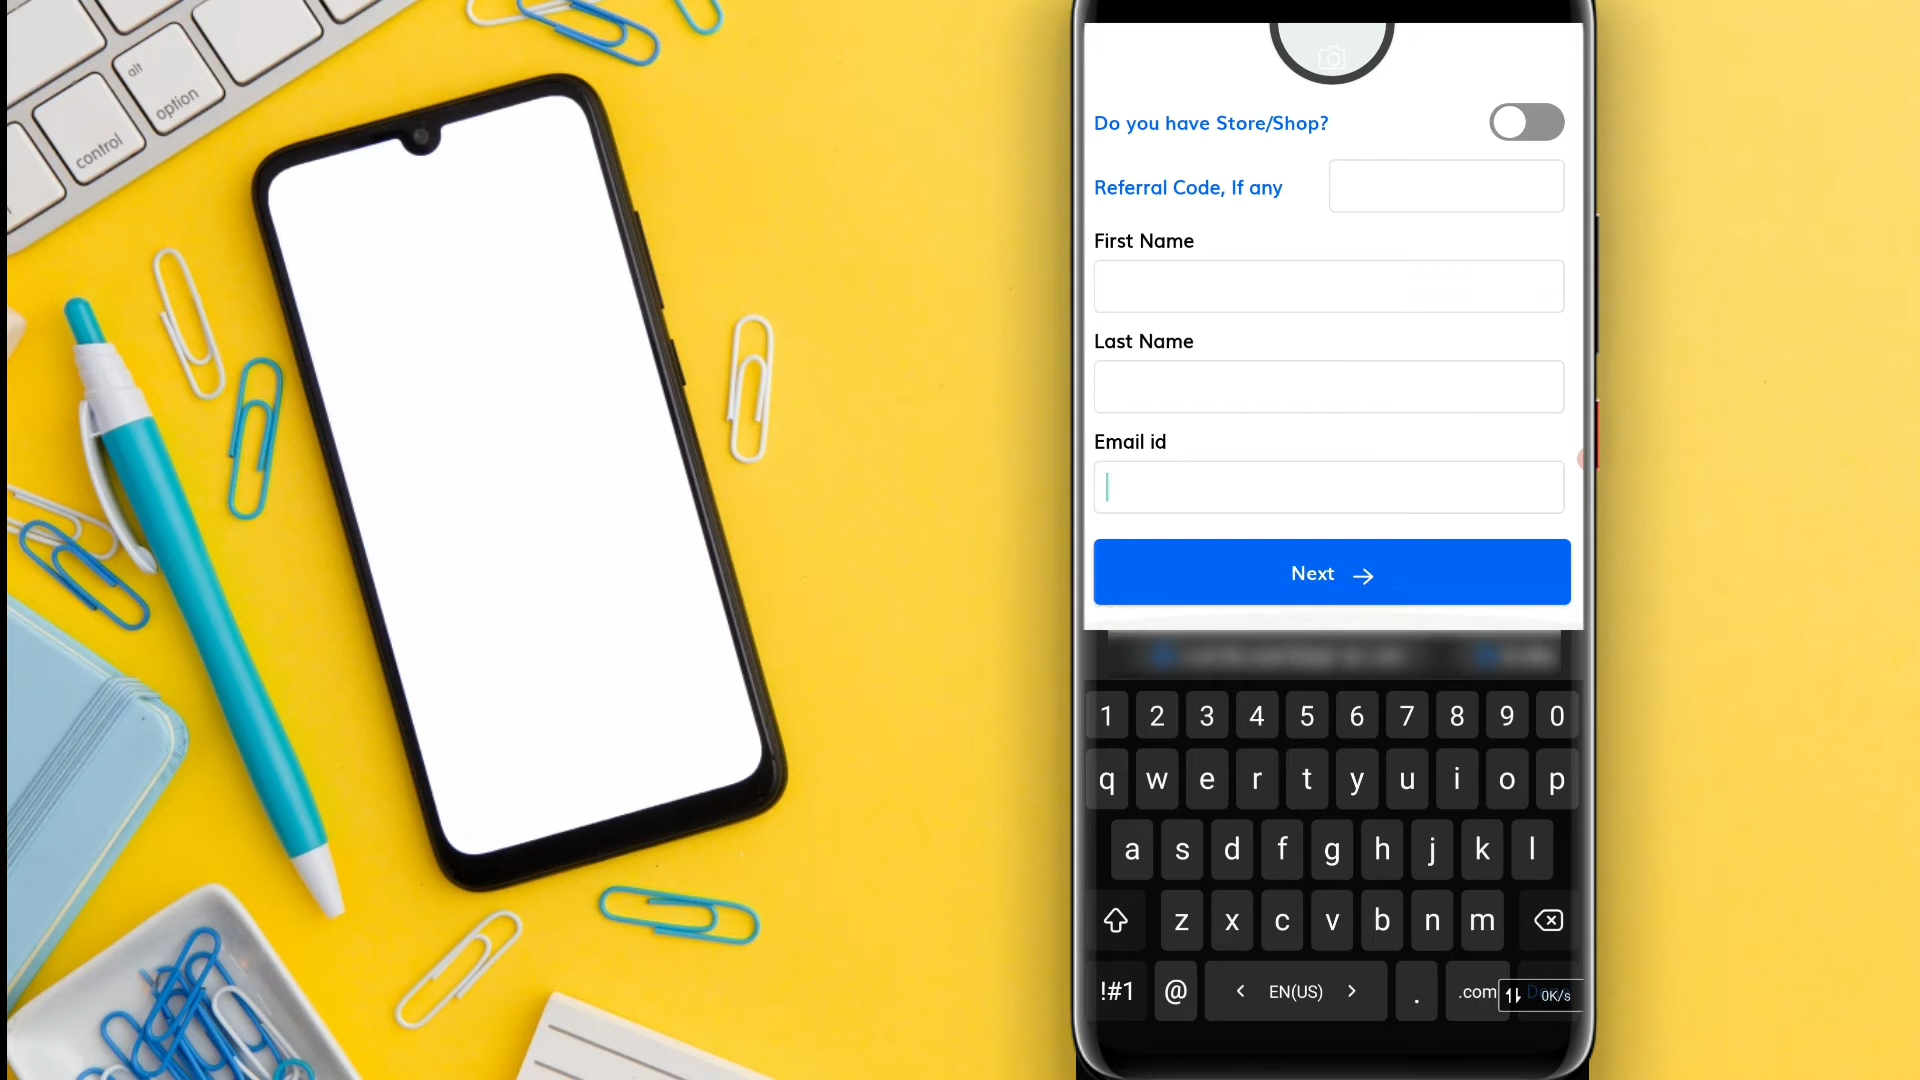 alt
option
control
Do you have Store/Shop?
Referral Code, If any
First Name
Last Name
Email id
Next →
1 2 3 4 5 6 7 8 9 0
q w e r t y u i o p
a s d f g h j k l
z x c v b n m
!#1 @ < EN(US) > . .com 0K/s